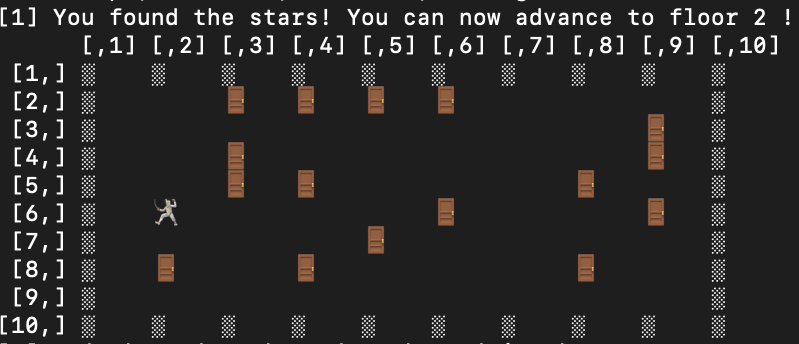 [1] You found the stars! You can now advance to floor 2 !
[,1] [,2] [,3] [,4] [,5] [,6] [,7] [,8] [,9] [,10]
[1,] ▒ ▒ ▒ ▒ ▒ ▒ ▒ ▒ ▒ ▒
[2,] ▒ 🚪 🚪 🚪 🚪 ▒
[3,] ▒ 🚪 ▒
[4,] ▒ 🚪 🚪 ▒
[5,] ▒ 🚪 🚪 🚪 ▒
[6,] ▒ 🚪 🚪 ▒
[7,] ▒ 🚪 ▒
[8,] ▒ 🚪 🚪 🚪 ▒
[9,] ▒ ▒
[10,] ▒ ▒ ▒ ▒ ▒ ▒ ▒ ▒ ▒ ▒